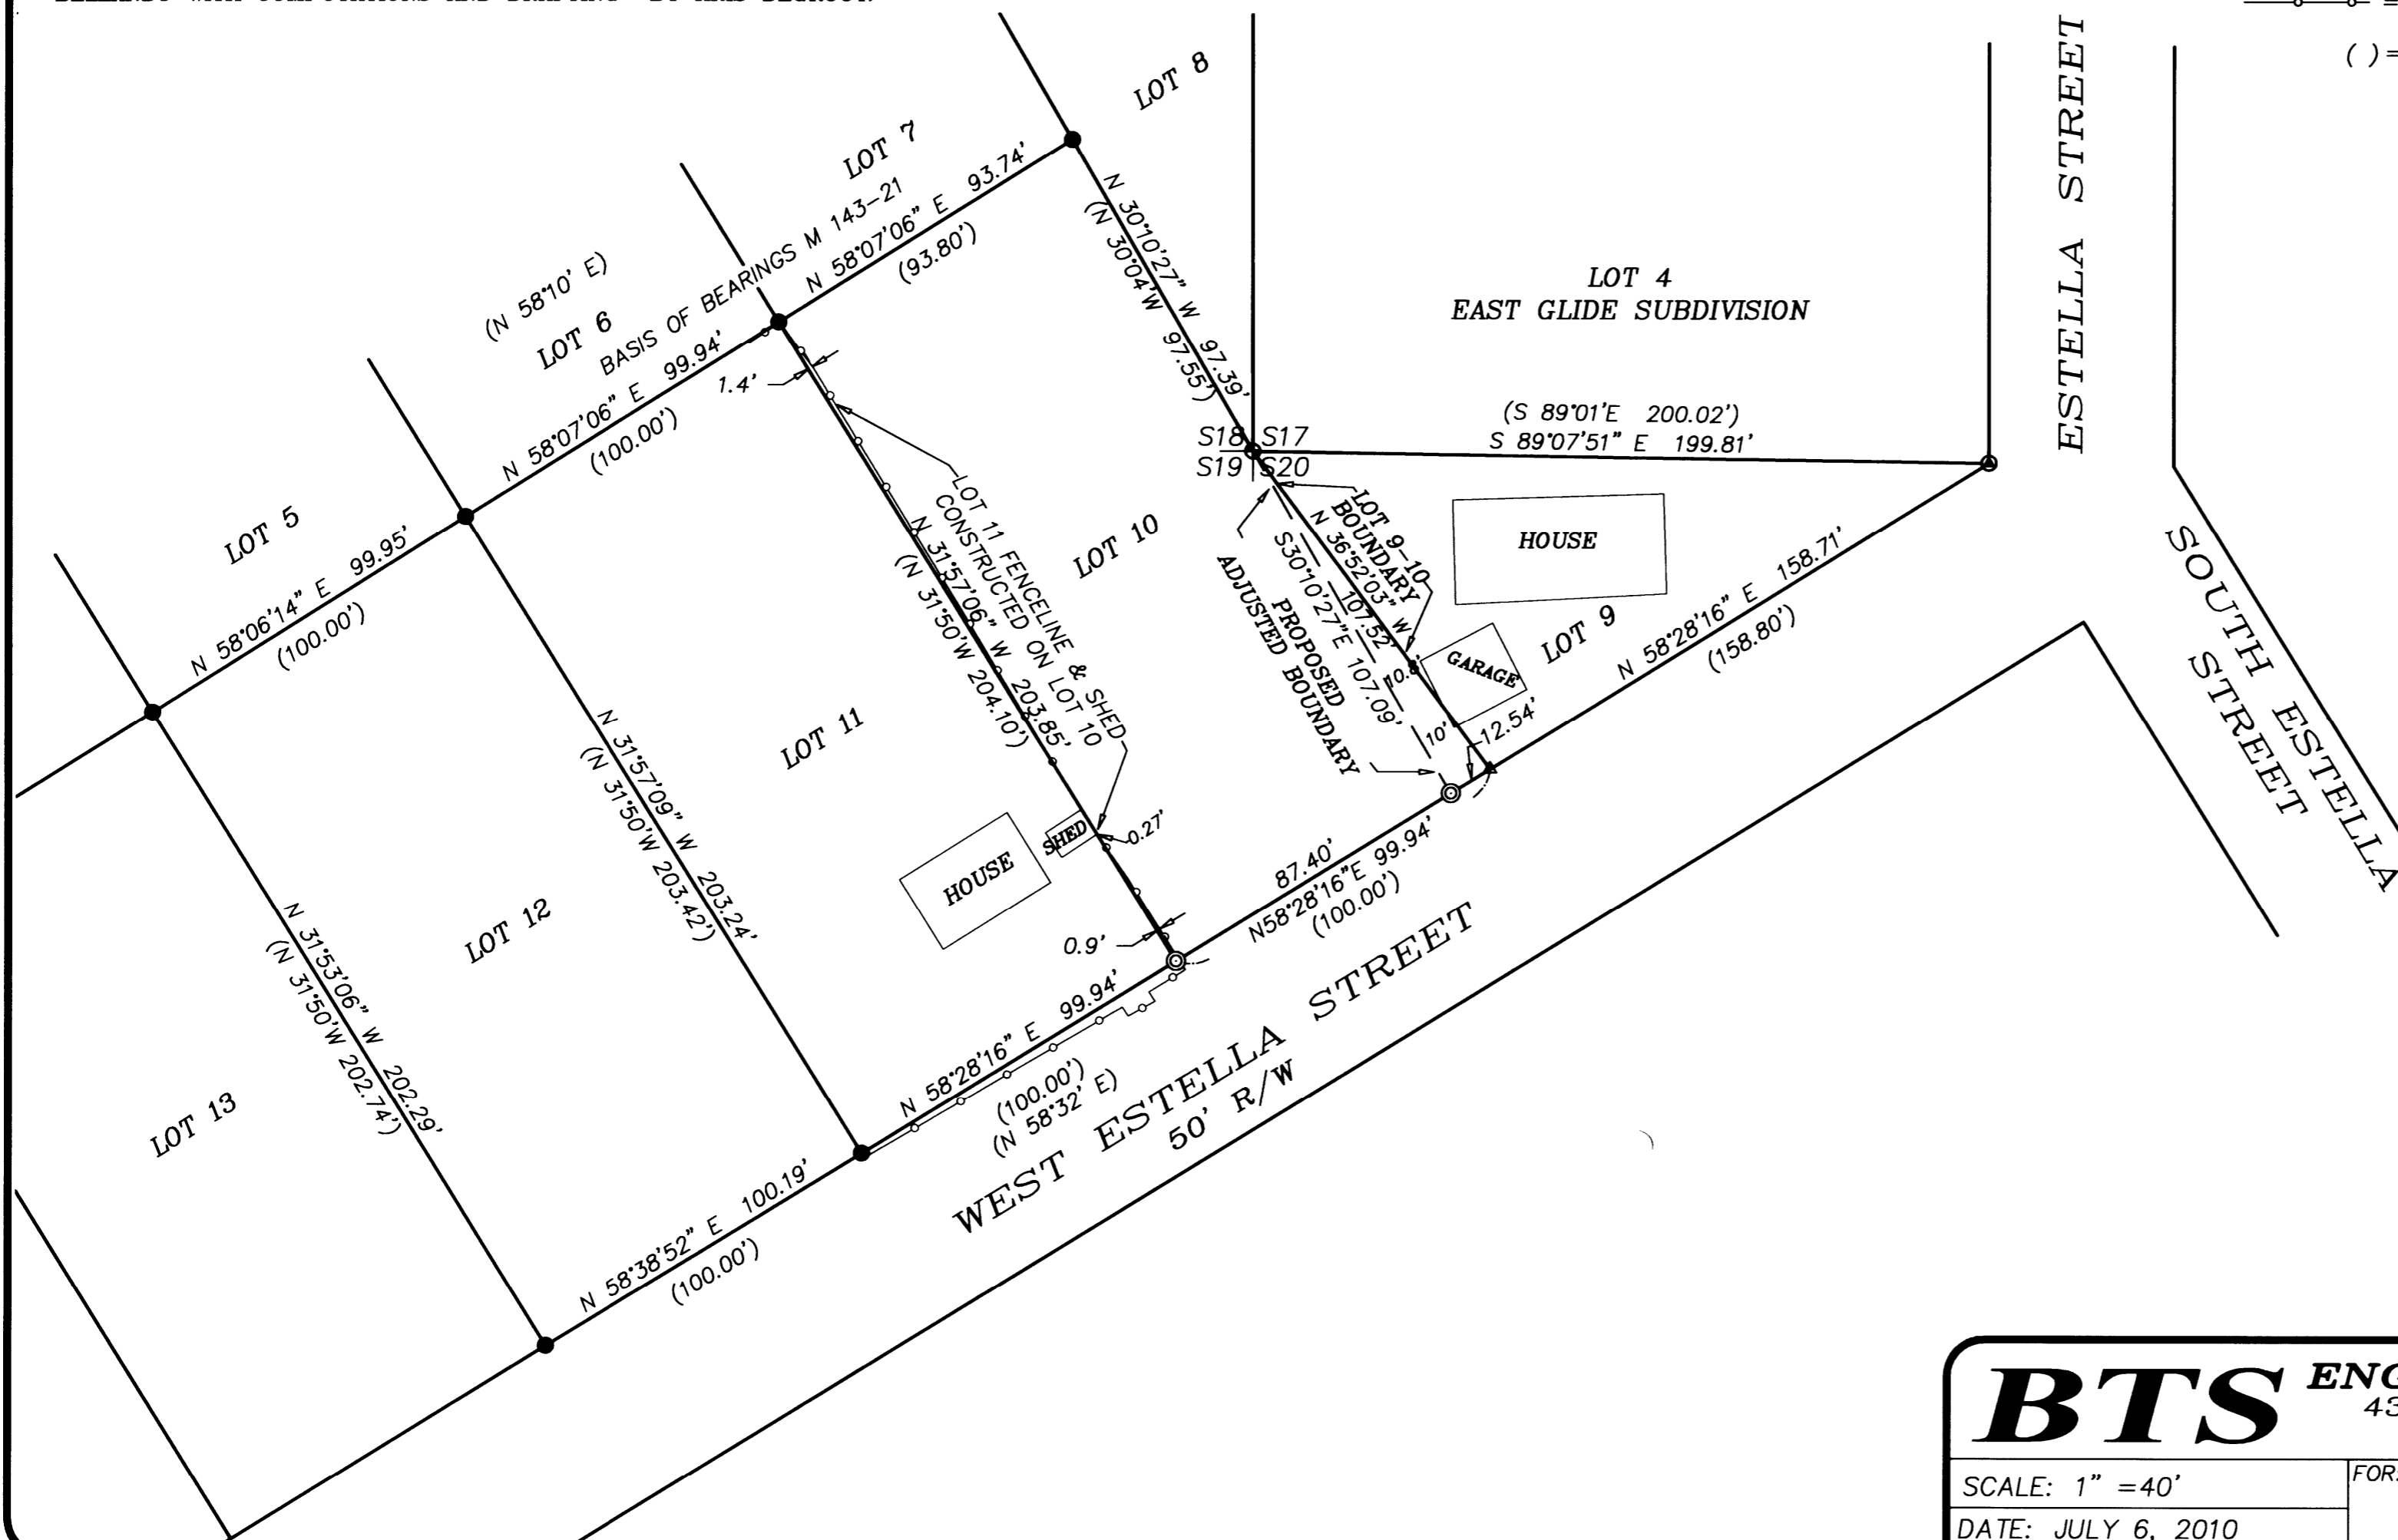 ( )=
LOT 8
LOT 7
LOT 6
LOT 5
(N 58°10' E)
BASIS OF BEARINGS M 143-21
N 58°07'06" E 93.74'
(93.80')
N 58°07'06" E 99.94'
(100.00')
N 58°06'14" E 99.95'
(100.00')
1.4'
N 30°10'27" W 97.39'
(N 30°04'W 97.55')
S18 S17
S19 S20
LOT 4
EAST GLIDE SUBDIVISION
(S 89°01'E 200.02')
S 89°07'51" E 199.81'
ESTELLA STREET
SOUTH ESTELLA
STREET
HOUSE
GARAGE
LOT 9
N 58°28'16" E 158.71'
(158.80')
LOT 9-10
BOUNDARY
N 36°52'03" W
107.52'
S30°10'27"E 107.09'
PROPOSED
ADJUSTED BOUNDARY
10.8'
10'
12.54'
LOT 10
LOT 11 FENCELINE & SHED
CONSTRUCTED ON LOT 10
N 31°57'06" W 203.85'
(N 31°50'W 204.10')
LOT 11
HOUSE
SHED
0.27'
0.9'
87.40'
N58°28'16"E 99.94'
(100.00')
N 31°57'09" W 203.24'
(N 31°50'W 203.42')
LOT 12
N 31°53'06" W 202.29'
(N 31°50'W 202.74')
LOT 13
N 58°28'16" E 99.94'
(100.00')
(N 58°32' E)
N 58°38'52" E 100.19'
(100.00')
WEST ESTELLA STREET
50' R/W
BTS ENG
43
SCALE: 1" =40'
FOR:
DATE: JULY 6, 2010